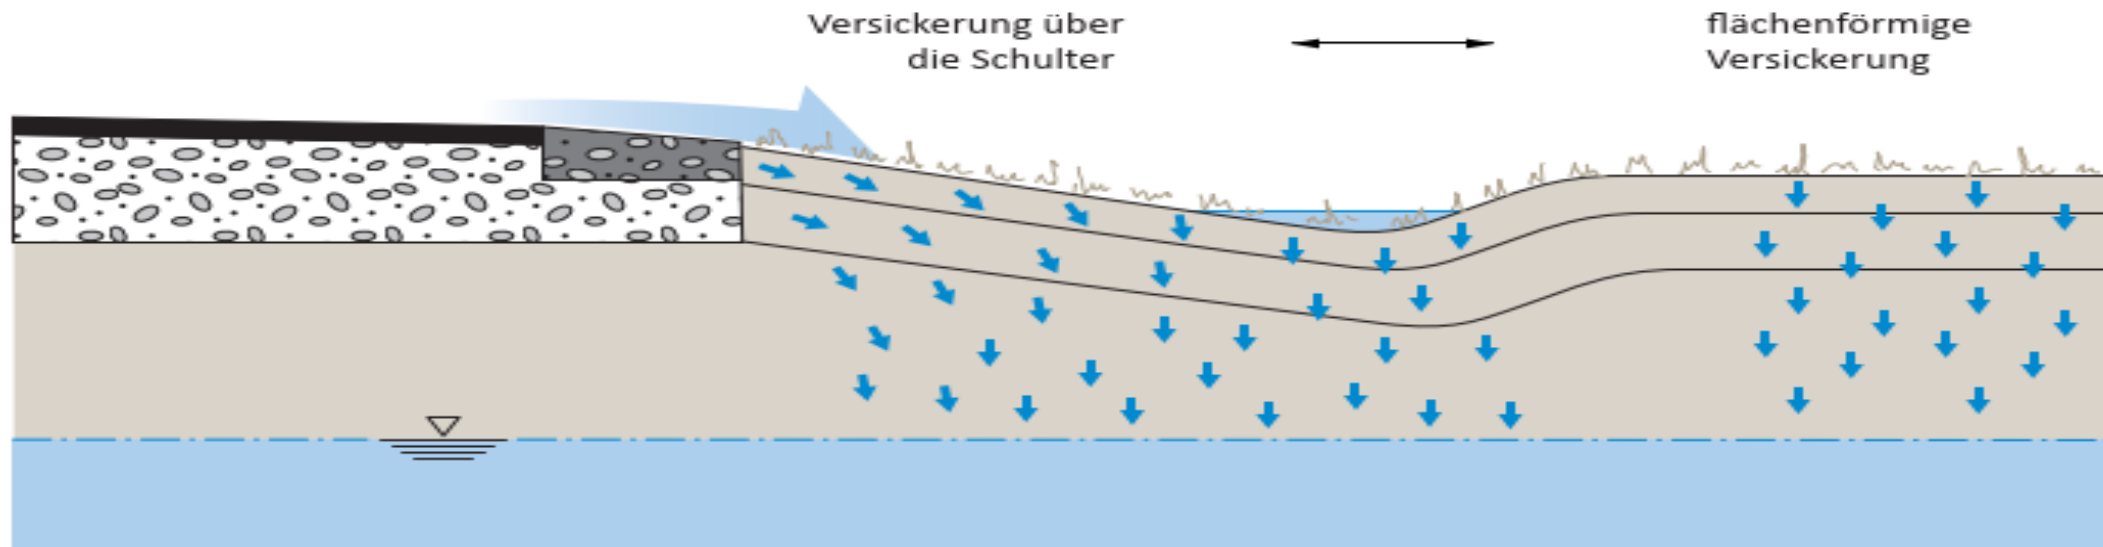 Versickerung über
die Schulter
flächenförmige
Versickerung